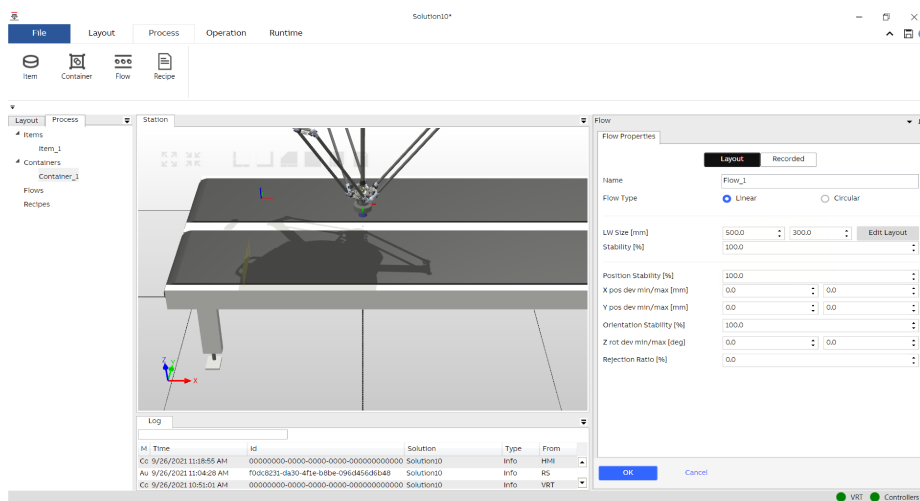 Solution10*
File Layout Process Operation Runtime
Item Container Flow Recipe
Layout Process
Items
Item_1
Containers
Container_1
Flows
Recipes
Station
Z Y X
Log
M Time Id Solution Type From
Cc 9/26/2021 11:18:55 AM 00000000-0000-0000-0000-000000000000 Solution10 Info HMI
Au 9/26/2021 11:04:28 AM f0dc8231-da30-4f1e-b8be-096d456d6b48 Solution10 Info RS
Cc 9/26/2021 10:51:01 AM 00000000-0000-0000-0000-000000000000 Solution10 Info VRT
Flow
Flow Properties
Layout Recorded
Name Flow_1
Flow Type Linear Circular
LW Size [mm] 500.0 300.0 Edit Layout
Stability [%] 100.0
Position Stability [%] 100.0
X pos dev min/max [mm] 0.0 0.0
Y pos dev min/max [mm] 0.0 0.0
Orientation Stability [%] 100.0
Z rot dev min/max [deg] 0.0 0.0
Rejection Ratio [%] 0.0
OK Cancel
VRT Controllers